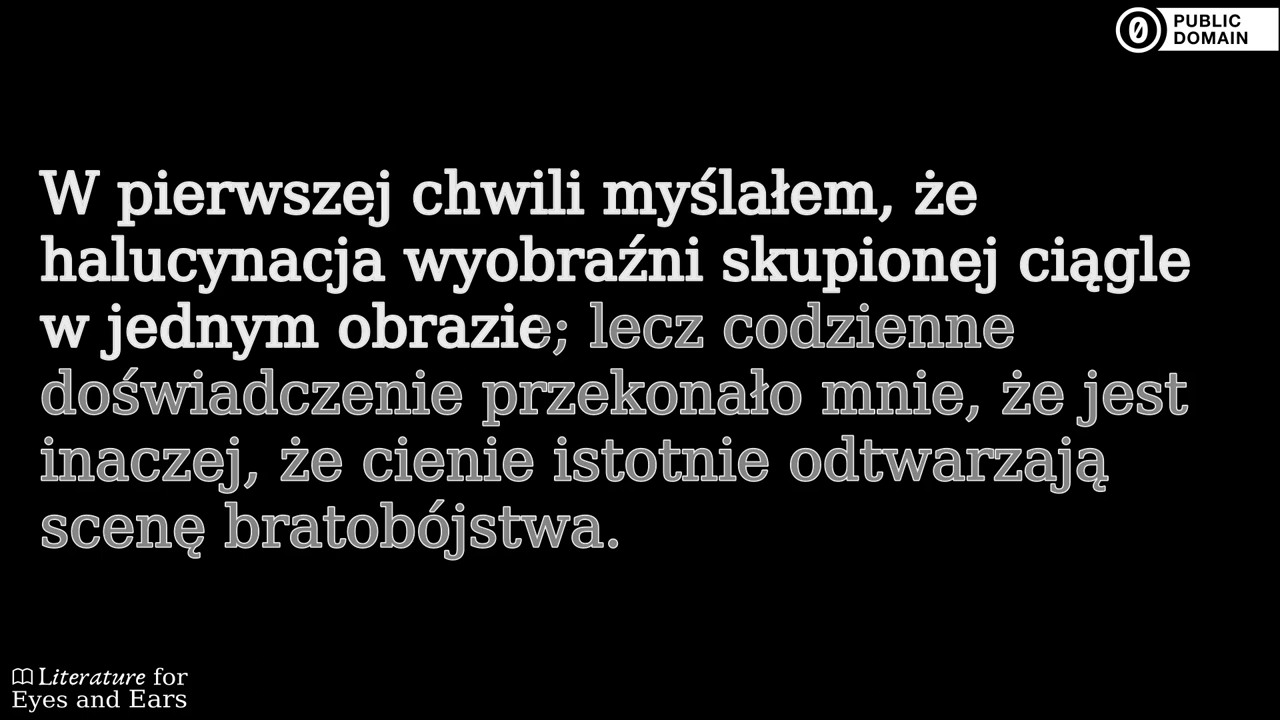 PUBLIC
DOMAIN
W pierwszej chwili myślałem, że
halucynacja wyobraźni skupionej ciągle
w jednym obrazie; lecz codzienne
doświadczenie przekonało mnie, że jest
inaczej, że cienie istotnie odtwarzają
scenę bratobójstwa.
Literature for
Eyes and Ears